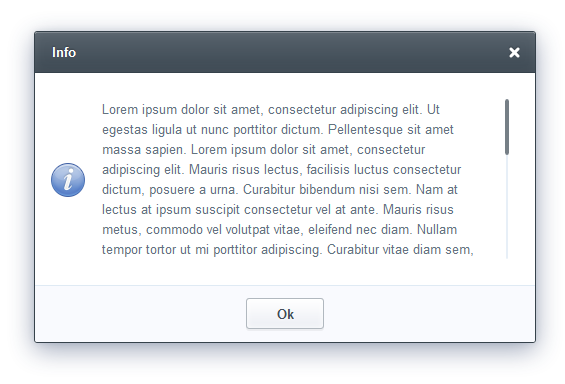 Info
Lorem ipsum dolor sit amet, consectetur adipiscing elit. Ut
egestas ligula ut nunc porttitor dictum. Pellentesque sit amet
massa sapien. Lorem ipsum dolor sit amet, consectetur
adipiscing elit. Mauris risus lectus, facilisis luctus consectetur
dictum, posuere a urna. Curabitur bibendum nisi sem. Nam at
lectus at ipsum suscipit consectetur vel at ante. Mauris risus
metus, commodo vel volutpat vitae, eleifend nec diam. Nullam
tempor tortor ut mi porttitor adipiscing. Curabitur vitae diam sem,
Ok